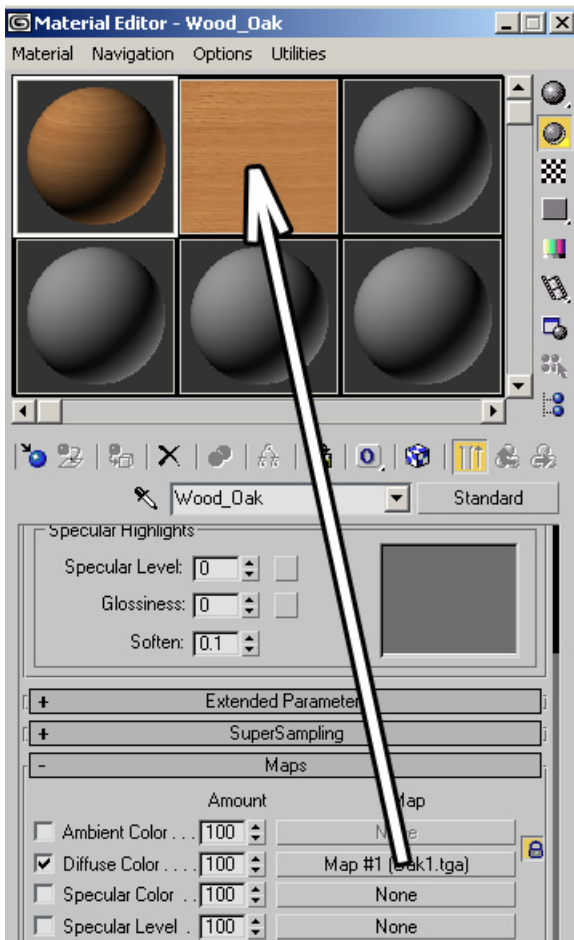 Material Editor - Wood_Oak
Material Navigation Options Utilities
Wood_Oak Standard
Specular Highlights
Specular Level: 0
Glossiness: 0
Soften: 0.1
+ Extended Parameter
+ SuperSampling
- Maps
Amount Map
Ambient Color . . . 100 None
Diffuse Color . . . . 100 Map #1 (Oak1.tga)
Specular Color . . 100 None
Specular Level . 100 None